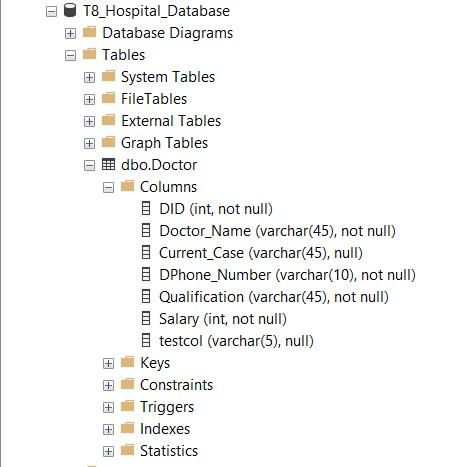 T8_Hospital_Database
Database Diagrams
Tables
System Tables
FileTables
External Tables
Graph Tables
dbo.Doctor
Columns
DID (int, not null)
Doctor_Name (varchar(45), not null)
Current_Case (varchar(45), null)
DPhone_Number (varchar(10), not null)
Qualification (varchar(45), not null)
Salary (int, not null)
testcol (varchar(5), null)
Keys
Constraints
Triggers
Indexes
Statistics